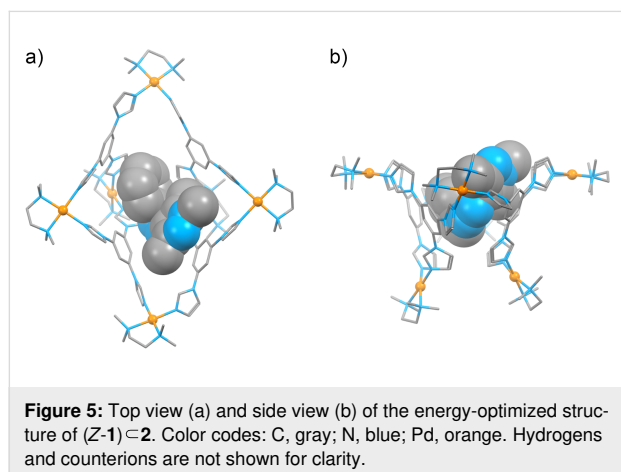 a)
b)
Figure 5: Top view (a) and side view (b) of the energy-optimized struc-
ture of (Z-1)⊂2. Color codes: C, gray; N, blue; Pd, orange. Hydrogens
and counterions are not shown for clarity.